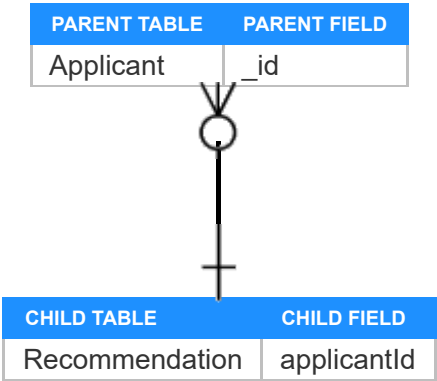 PARENT TABLE PARENT FIELD
Applicant _id
CHILD TABLE CHILD FIELD
Recommendation applicantId